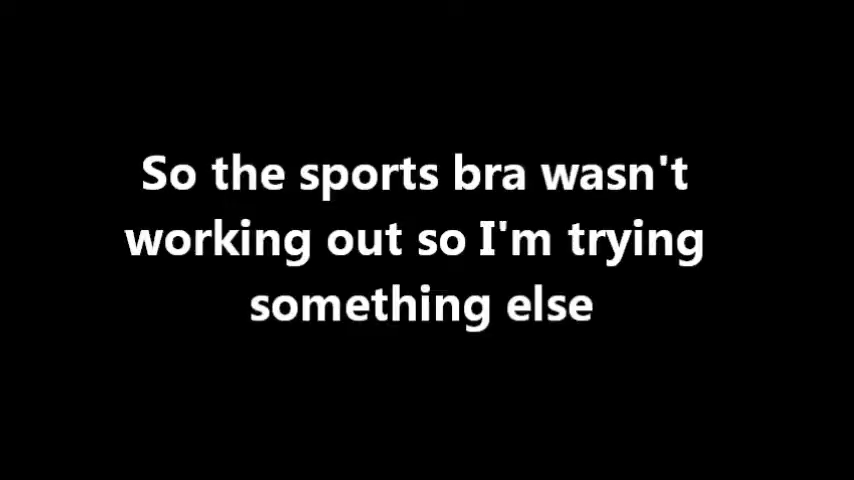 So the sports bra wasn't
working out so I'm trying
something else